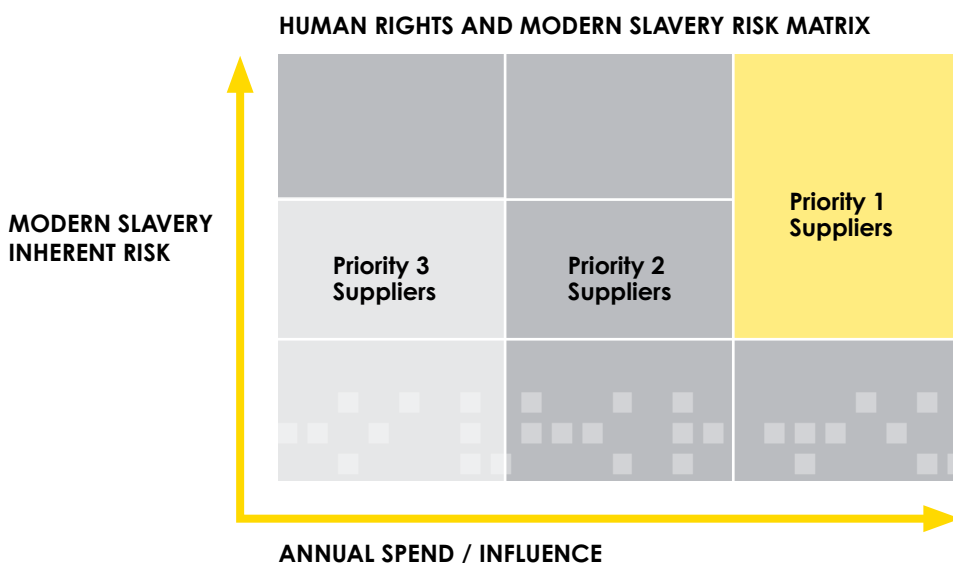 HUMAN RIGHTS AND MODERN SLAVERY RISK MATRIX
MODERN SLAVERY
INHERENT RISK
Priority 3
Suppliers
Priority 2
Suppliers
Priority 1
Suppliers
ANNUAL SPEND / INFLUENCE